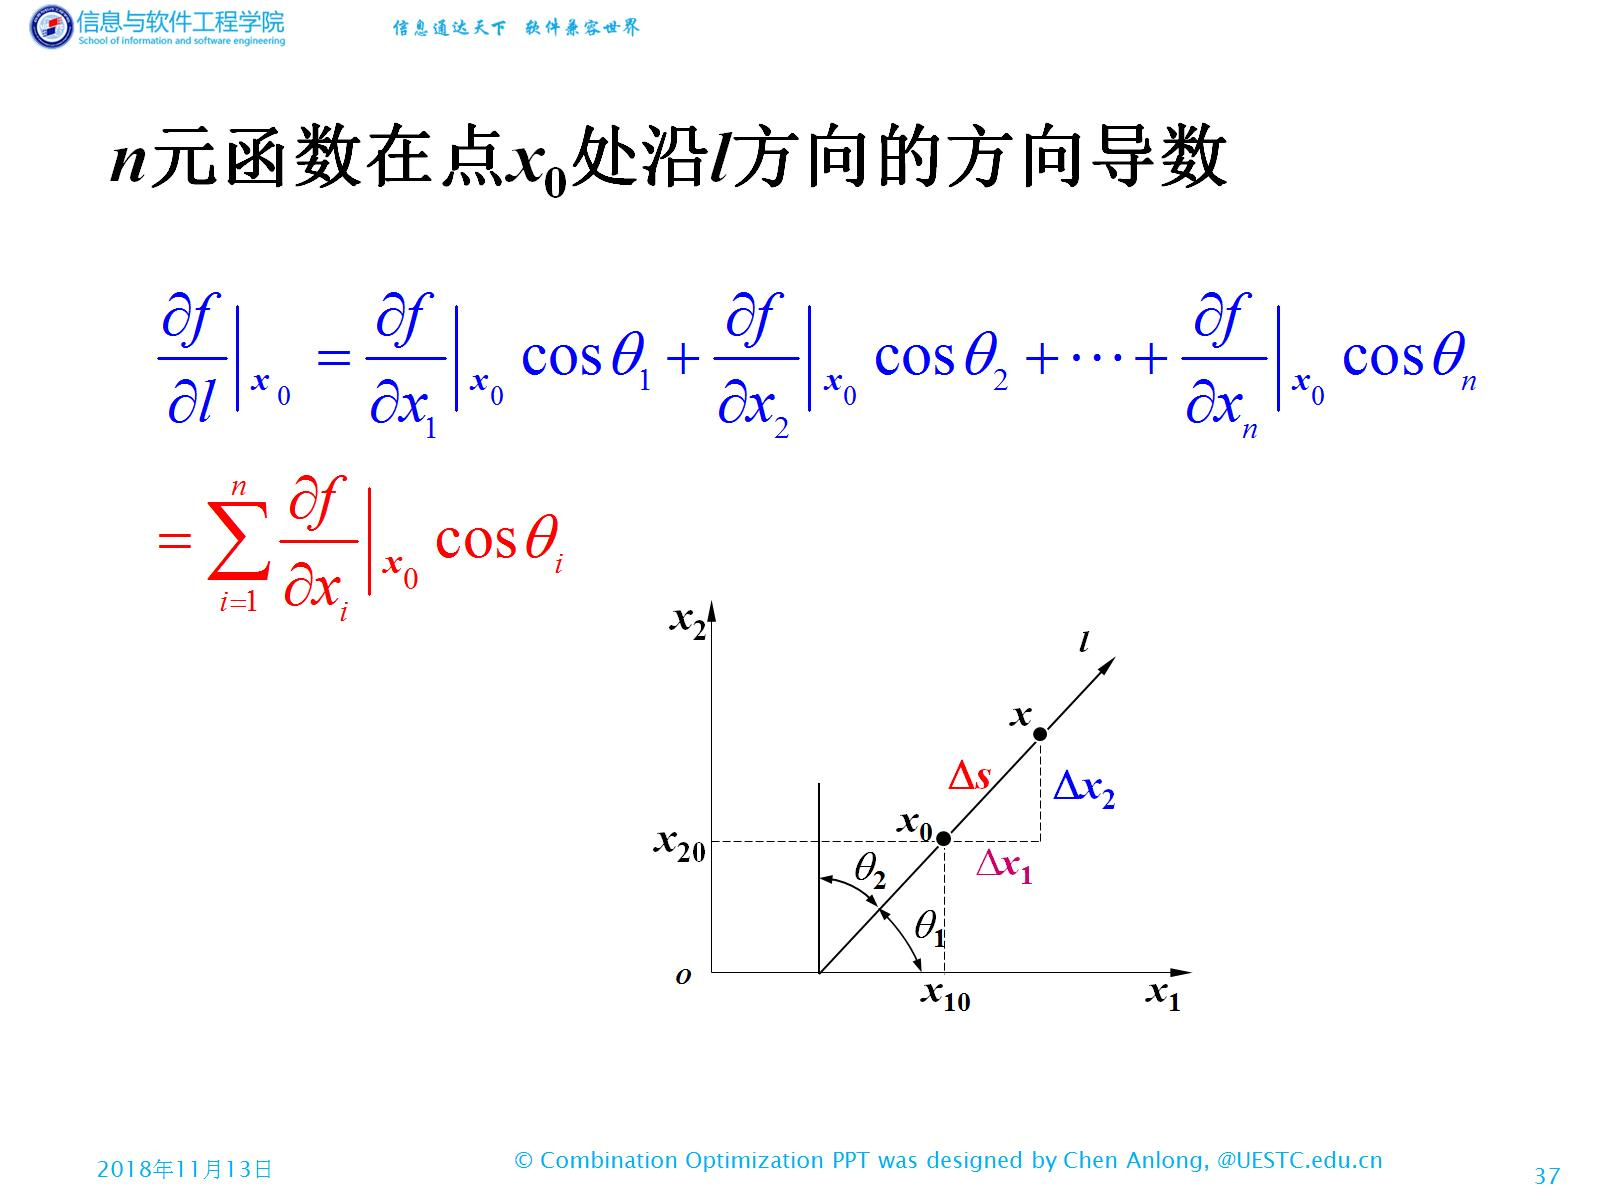 信息与软件工程学院
School of information and software engineering
信息通达天下 软件兼容世界
n元函数在点x₀处沿l方向的方向导数
∂f/∂l|x₀ = ∂f/∂x₁|x₀ cosθ₁ + ∂f/∂x₂|x₀ cosθ₂ + ⋯ + ∂f/∂xₙ|x₀ cosθₙ
= ∑ⁿᵢ₌₁ ∂f/∂xᵢ|x₀ cosθᵢ
x₂
l
x
Δs
Δx₂
x₀
x₂₀
Δx₁
θ₂
θ₁
o
x₁₀
x₁
2018年11月13日
© Combination Optimization PPT was designed by Chen Anlong, @UESTC.edu.cn
37